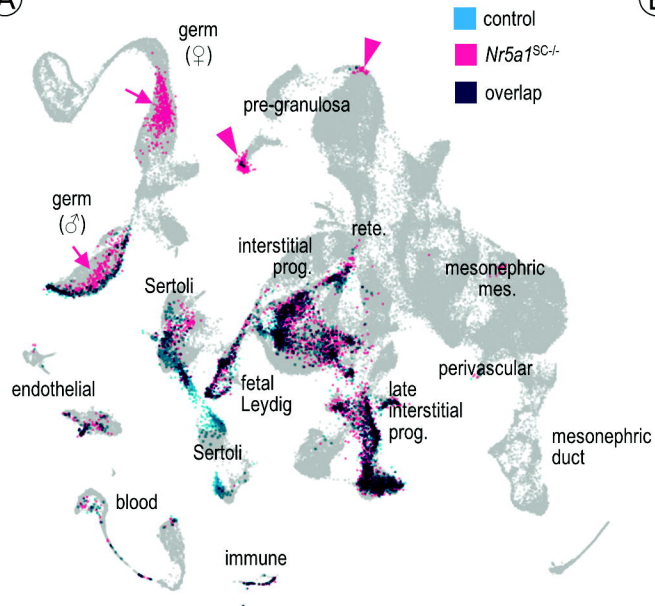 A
B
control
Nr5a1SC-/-
overlap
germ
(♀)
pre-granulosa
germ
(♂)
rete.
interstitial
prog.
mesonephric
mes.
Sertoli
perivascular
endothelial
fetal
Leydig
late
interstitial
prog.
Sertoli
mesonephric
duct
blood
immune